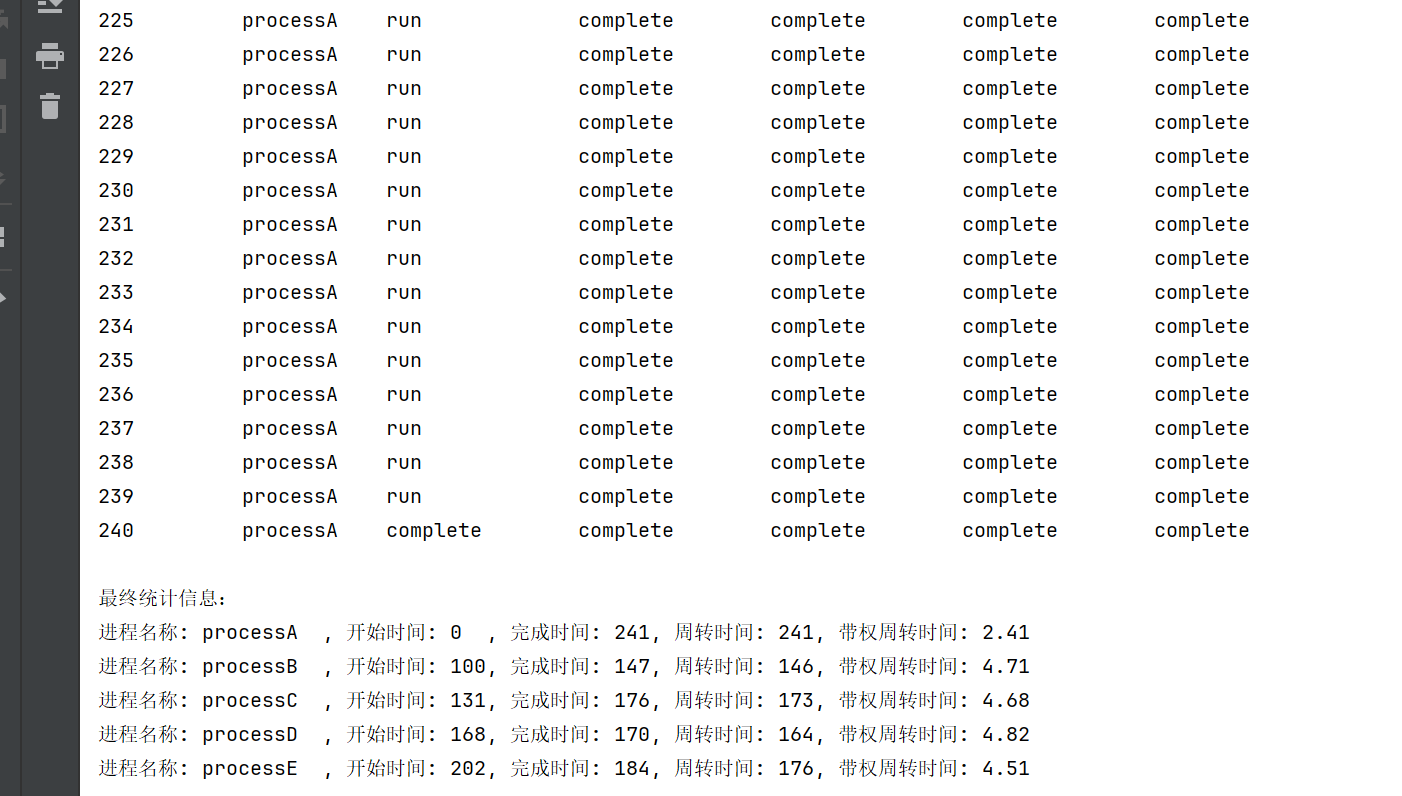 225 processA run complete complete complete complete
226 processA run complete complete complete complete
227 processA run complete complete complete complete
228 processA run complete complete complete complete
229 processA run complete complete complete complete
230 processA run complete complete complete complete
231 processA run complete complete complete complete
232 processA run complete complete complete complete
233 processA run complete complete complete complete
234 processA run complete complete complete complete
235 processA run complete complete complete complete
236 processA run complete complete complete complete
237 processA run complete complete complete complete
238 processA run complete complete complete complete
239 processA run complete complete complete complete
240 processA complete complete complete complete complete
最终统计信息:
进程名称: processA , 开始时间: 0 , 完成时间: 241, 周转时间: 241, 带权周转时间: 2.41
进程名称: processB , 开始时间: 100, 完成时间: 147, 周转时间: 146, 带权周转时间: 4.71
进程名称: processC , 开始时间: 131, 完成时间: 176, 周转时间: 173, 带权周转时间: 4.68
进程名称: processD , 开始时间: 168, 完成时间: 170, 周转时间: 164, 带权周转时间: 4.82
进程名称: processE , 开始时间: 202, 完成时间: 184, 周转时间: 176, 带权周转时间: 4.51